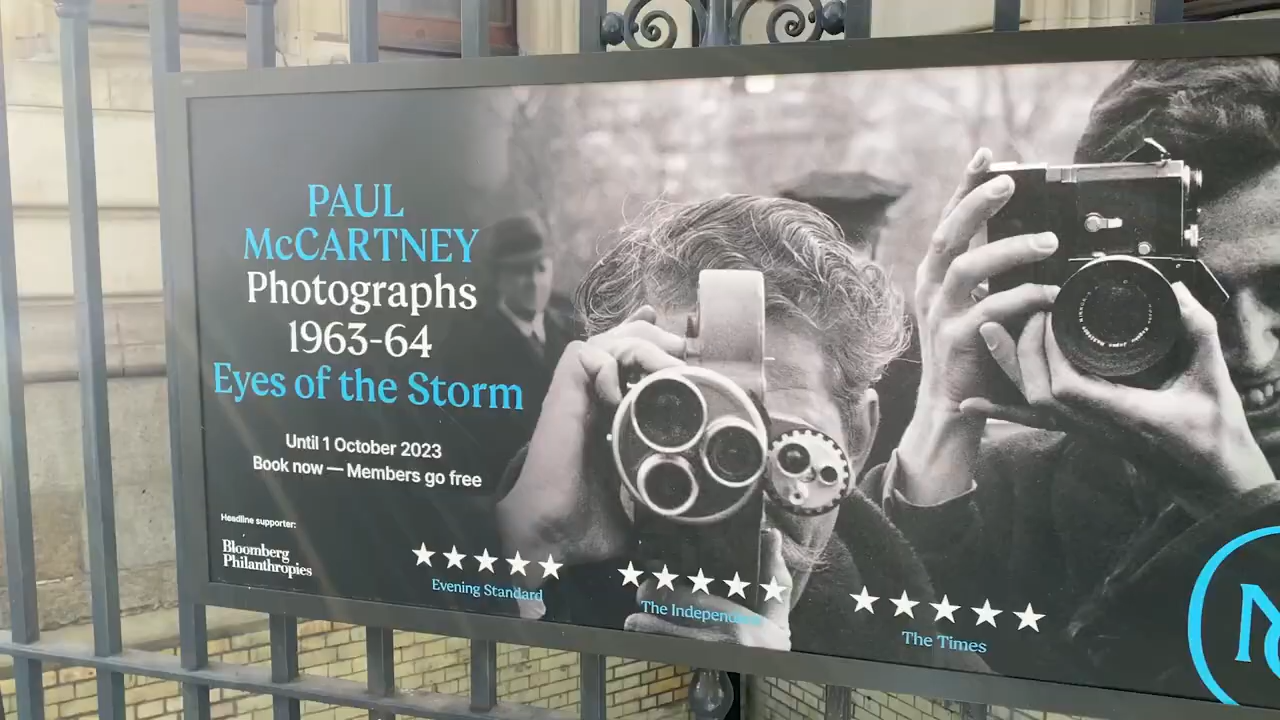 PAUL
McCARTNEY
Photographs
1963-64
Eyes of the Storm
Until 1 October 2023
Book now — Members go free
Headline supporter:
Bloomberg
Philanthropies
Evening Standard
The Independent
The Times